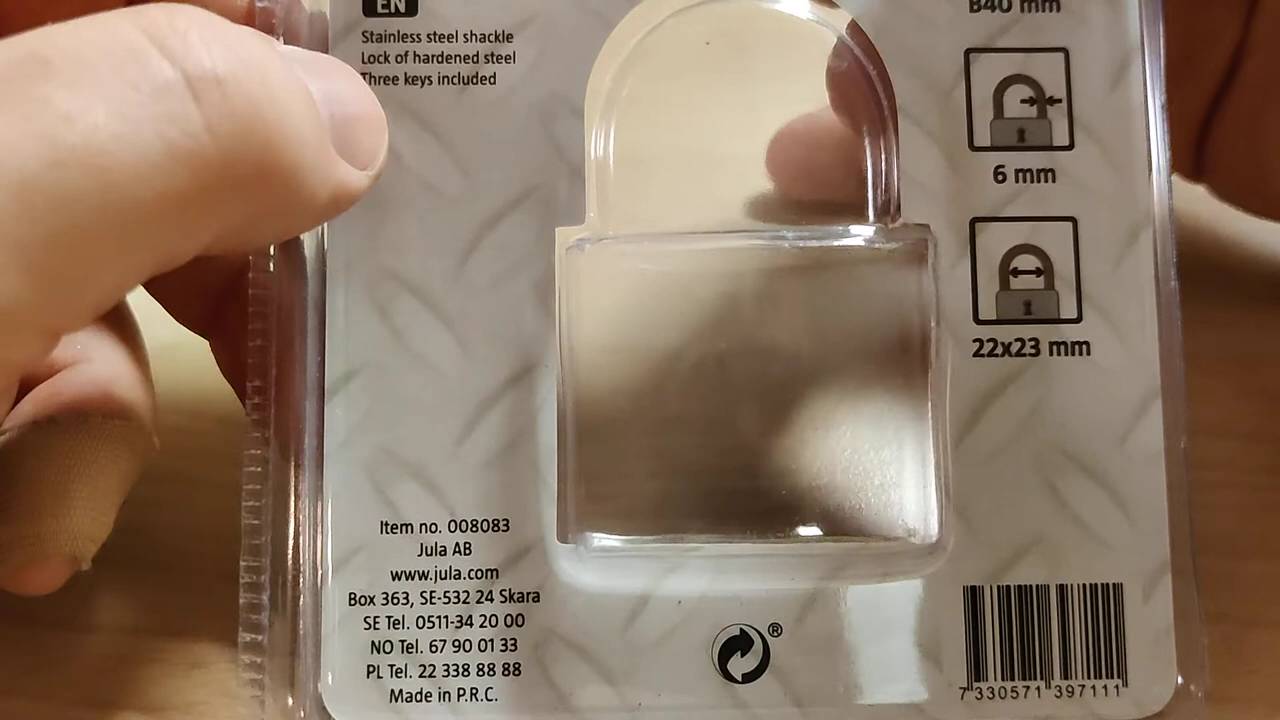 EN
Stainless steel shackle
Lock of hardened steel
Three keys included
B40 mm
6 mm
22x23 mm
Item no. 008083
Jula AB
www.jula.com
Box 363, SE-532 24 Skara
SE Tel. 0511-34 20 00
NO Tel. 67 90 01 33
PL Tel. 22 338 88 88
Made in P.R.C.
®
7 330571 397111